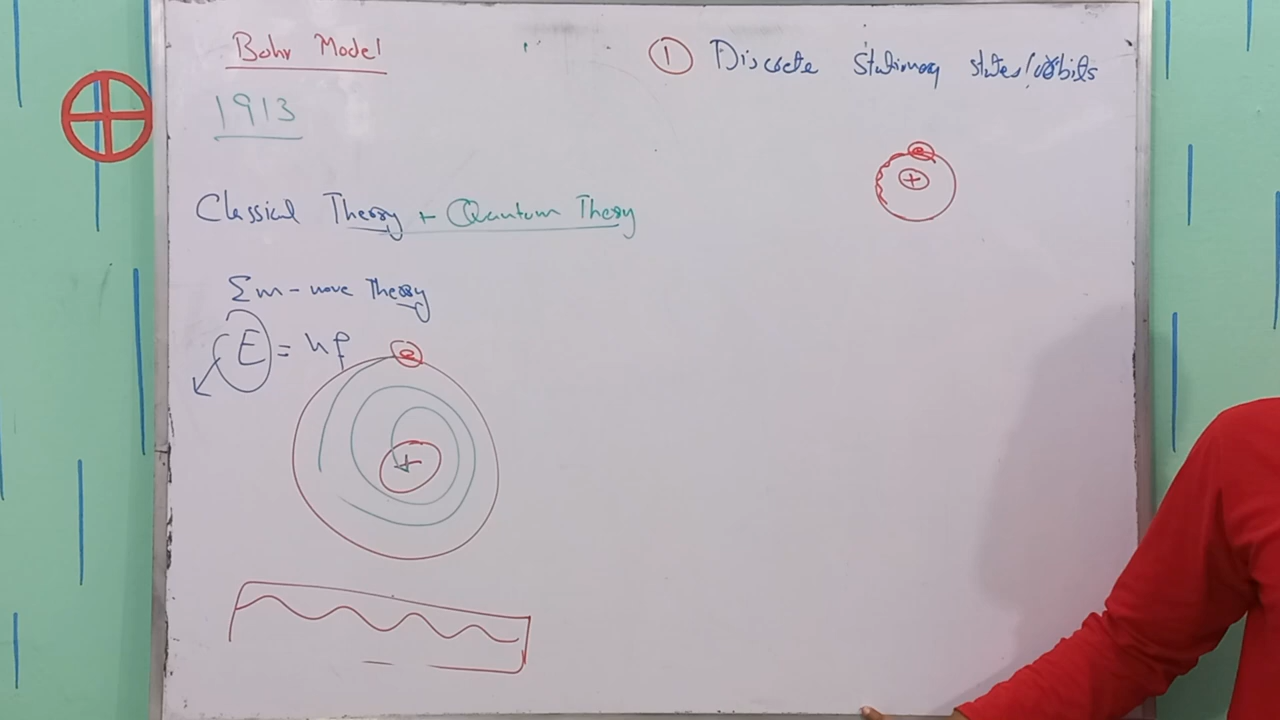 Bohr Model
1913
Classical Theory + Quantum Theory
Em - wave Theory
E = hf
e
+
① Discrete Stationary states/orbits
e
+